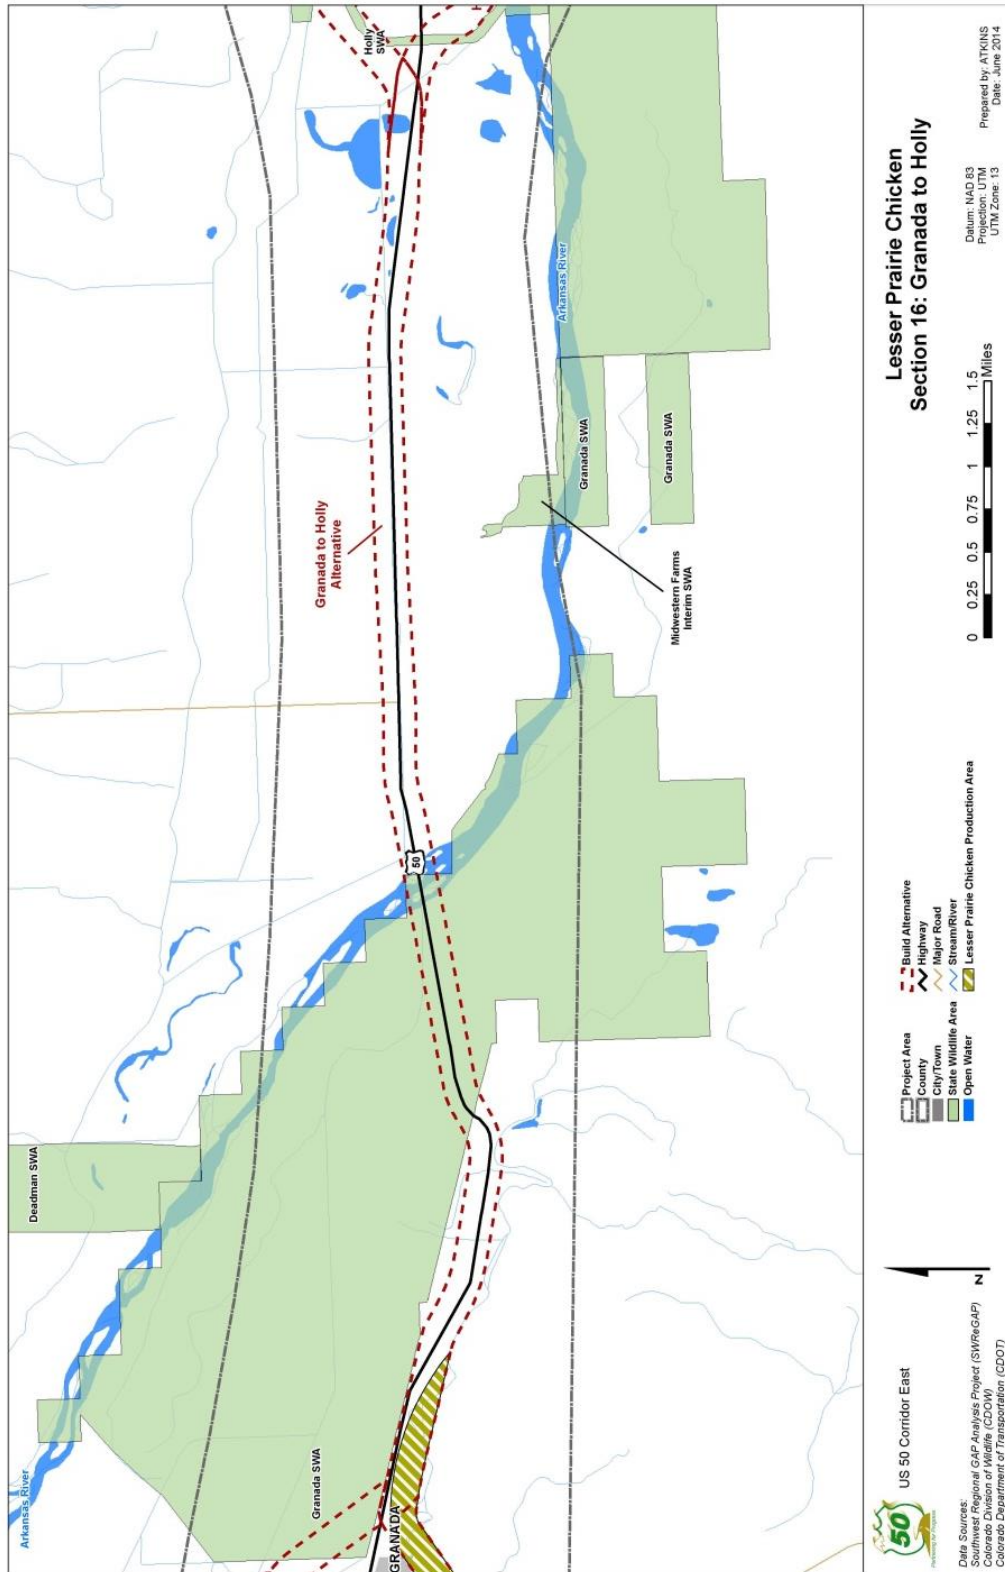 Arkansas River
Deadman SWA
Granada SWA
GRANADA
50
Granada to Holly
Alternative
Holly
SWA
Arkansas River
Granada SWA
Granada SWA
Midwestern Farms
Interim SWA
50
Partnering for Progress
US 50 Corridor East
Data Sources:
Southwest Regional GAP Analysis Project (SWReGAP)
Colorado Division of Wildlife (CDOW)
Colorado Department of Transportation (CDOT)
N
Project Area
County
City/Town
State Wildlife Area
Open Water
Build Alternative
Highway
Major Road
Stream/River
Lesser Prairie Chicken Production Area
Lesser Prairie Chicken
Section 16: Granada to Holly
0 0.25 0.5 0.75 1 1.25 1.5
Miles
Datum: NAD 83
Projection: UTM
UTM Zone: 13
Prepared by: ATKINS
Date: June 2014